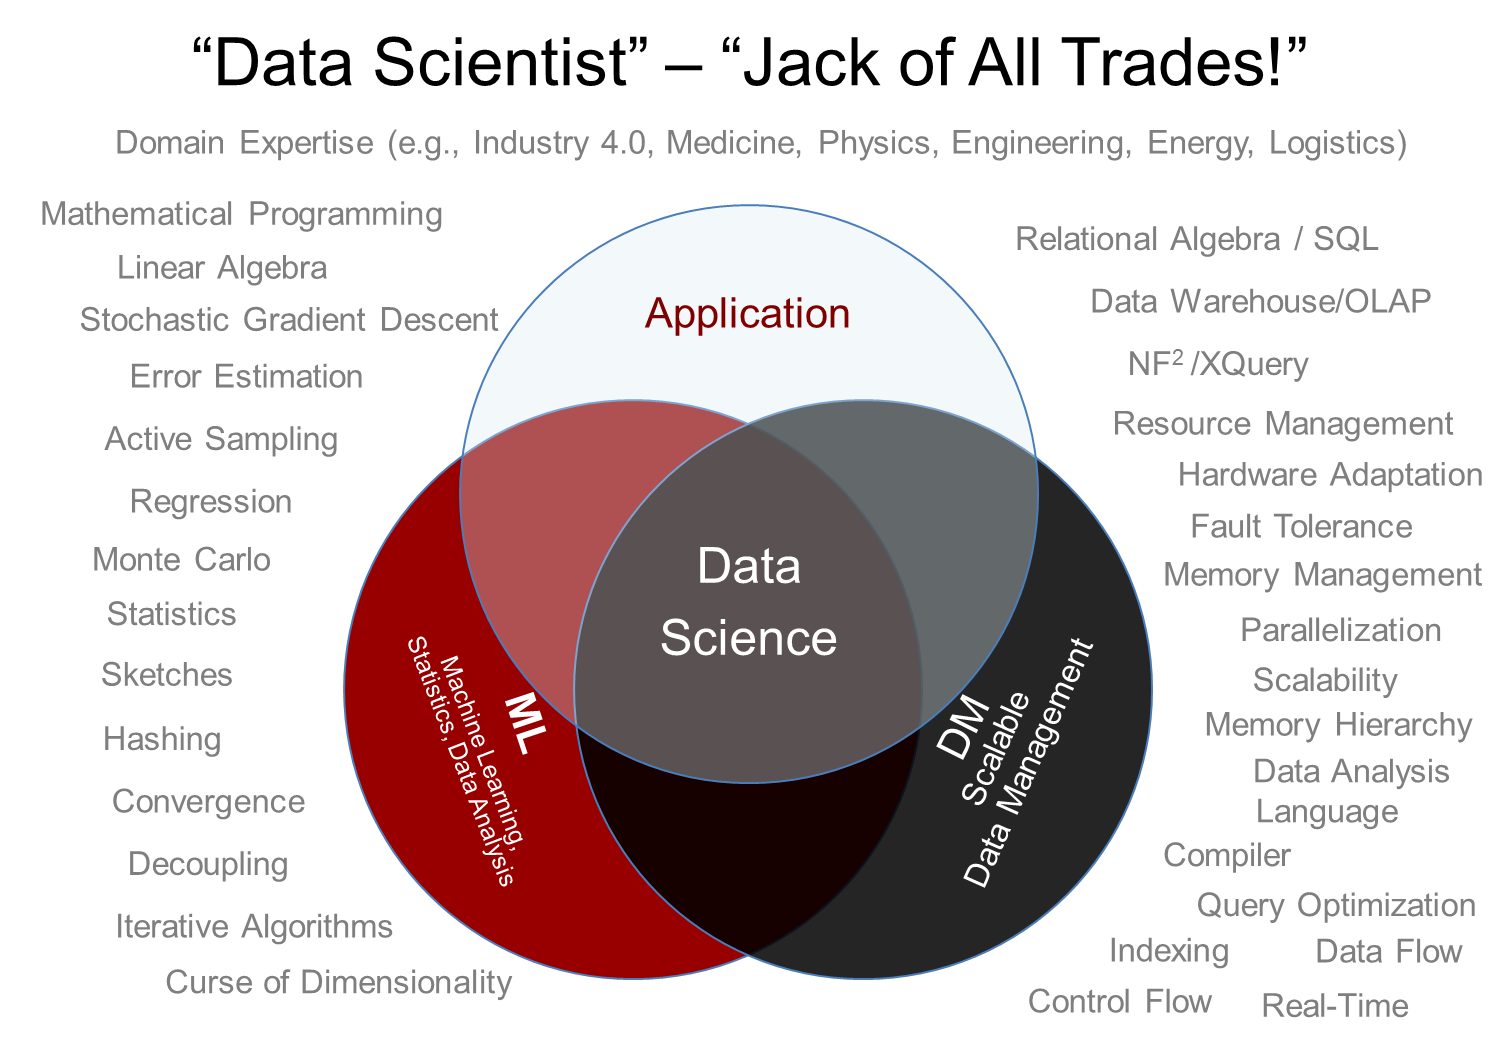 “Data Scientist” – “Jack of All Trades!”
Domain Expertise (e.g., Industry 4.0, Medicine, Physics, Engineering, Energy, Logistics)
Mathematical Programming
Linear Algebra
Stochastic Gradient Descent
Error Estimation
Active Sampling
Regression
Monte Carlo
Statistics
Sketches
Hashing
Convergence
Decoupling
Iterative Algorithms
Curse of Dimensionality
Application
Data
Science
ML
Machine Learning,
Statistics, Data Analysis
DM
Scalable
Data Management
Relational Algebra / SQL
Data Warehouse/OLAP
NF² /XQuery
Resource Management
Hardware Adaptation
Fault Tolerance
Memory Management
Parallelization
Scalability
Memory Hierarchy
Data Analysis
Language
Compiler
Query Optimization
Indexing
Data Flow
Control Flow
Real-Time